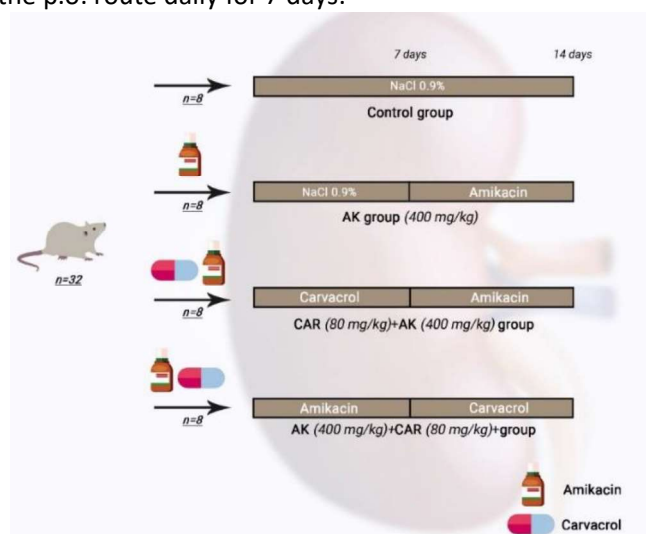 the p.o. route daily for 7 days.
7 days 14 days
NaCl 0.9%
n=8
Control group
NaCl 0.9% Amikacin
n=8
AK group (400 mg/kg)
n=32
Carvacrol Amikacin
n=8
CAR (80 mg/kg)+AK (400 mg/kg) group
Amikacin Carvacrol
n=8
AK (400 mg/kg)+CAR (80 mg/kg)+group
Amikacin
Carvacrol